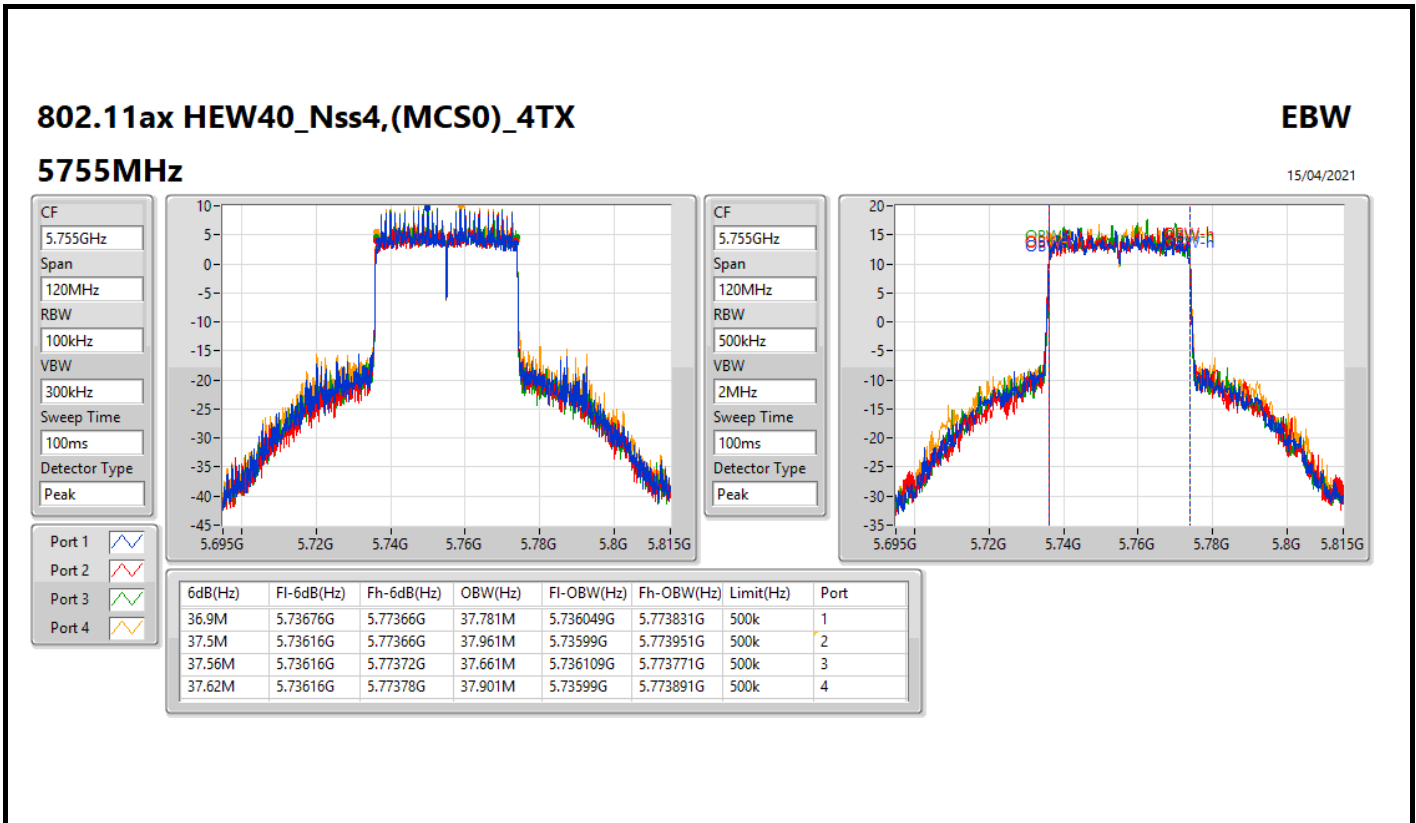 802.11ax HEW40_Nss4,(MCS0)_4TX
EBW
5755MHz
15/04/2021
CF
5.755GHz
Span
120MHz
RBW
100kHz
VBW
300kHz
Sweep Time
100ms
Detector Type
Peak
10
5
0
-5
-10
-15
-20
-25
-30
-35
-40
-45
5.695G 5.72G 5.74G 5.76G 5.78G 5.8G 5.815G
CF
5.755GHz
Span
120MHz
RBW
500kHz
VBW
2MHz
Sweep Time
100ms
Detector Type
Peak
20
15
10
5
0
-5
-10
-15
-20
-25
-30
-35
5.695G 5.72G 5.74G 5.76G 5.78G 5.8G 5.815G
Port 1
Port 2
Port 3
Port 4
6dB(Hz) Fl-6dB(Hz) Fh-6dB(Hz) OBW(Hz) Fl-OBW(Hz) Fh-OBW(Hz) Limit(Hz) Port
36.9M 5.73676G 5.77366G 37.781M 5.736049G 5.773831G 500k 1
37.5M 5.73616G 5.77366G 37.961M 5.73599G 5.773951G 500k 2
37.56M 5.73616G 5.77372G 37.661M 5.736109G 5.773771G 500k 3
37.62M 5.73616G 5.77378G 37.901M 5.73599G 5.773891G 500k 4